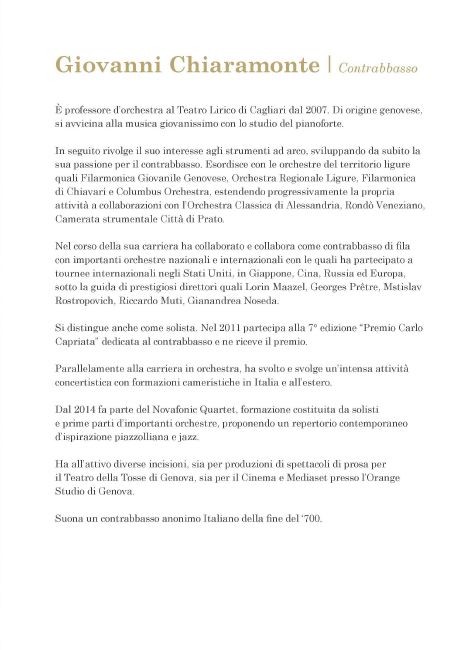 Giovanni Chiaramonte | Contrabbasso
È professore d'orchestra al Teatro Lirico di Cagliari dal 2007. Di origine genovese,
si avvicina alla musica giovanissimo con lo studio del pianoforte.
In seguito rivolge il suo interesse agli strumenti ad arco, sviluppando da subito la
sua passione per il contrabbasso. Esordisce con le orchestre del territorio ligure
quali Filarmonica Giovanile Genovese, Orchestra Regionale Ligure, Filarmonica
di Chiavari e Columbus Orchestra, estendendo progressivamente la propria
attività a collaborazioni con l'Orchestra Classica di Alessandria, Rondò Veneziano,
Camerata strumentale Città di Prato.
Nel corso della sua carriera ha collaborato e collabora come contrabbasso di fila
con importanti orchestre nazionali e internazionali con le quali ha partecipato a
tournee internazionali negli Stati Uniti, in Giappone, Cina, Russia ed Europa,
sotto la guida di prestigiosi direttori quali Lorin Maazel, Georges Prêtre, Mstislav
Rostropovich, Riccardo Muti, Gianandrea Noseda.
Si distingue anche come solista. Nel 2011 partecipa alla 7° edizione “Premio Carlo
Capriata” dedicata al contrabbasso e ne riceve il premio.
Parallelamente alla carriera in orchestra, ha svolto e svolge un'intensa attività
concertistica con formazioni cameristiche in Italia e all'estero.
Dal 2014 fa parte del Novafonic Quartet, formazione costituita da solisti
e prime parti d'importanti orchestre, proponendo un repertorio contemporaneo
d'ispirazione piazzolliana e jazz.
Ha all'attivo diverse incisioni, sia per produzioni di spettacoli di prosa per
il Teatro della Tosse di Genova, sia per il Cinema e Mediaset presso l'Orange
Studio di Genova.
Suona un contrabbasso anonimo Italiano della fine del ‘700.